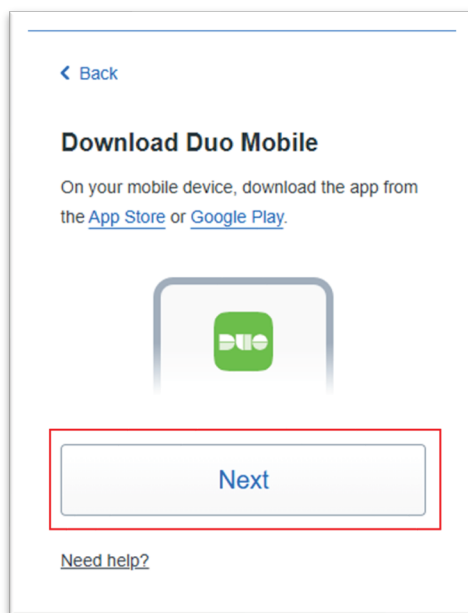 Back
Download Duo Mobile
On your mobile device, download the app from
the App Store or Google Play.
DUO
Next
Need help?